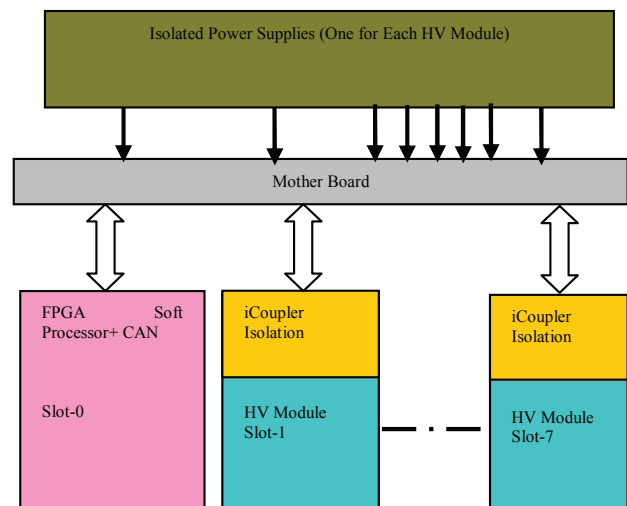 Isolated Power Supplies (One for Each HV Module)
Mother Board
FPGA Soft
Processor+ CAN
Slot-0
iCoupler
Isolation
HV Module
Slot-1
iCoupler
Isolation
HV Module
Slot-7